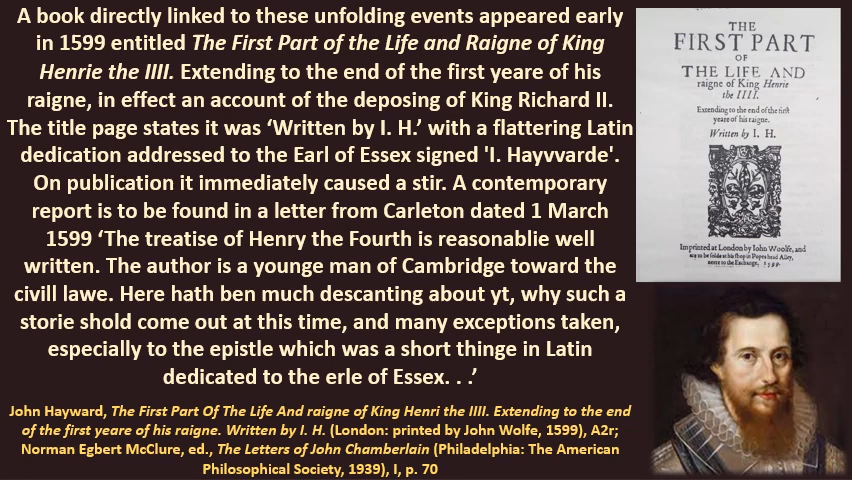 A book directly linked to these unfolding events appeared early
in 1599 entitled The First Part of the Life and Raigne of King
Henrie the IIII. Extending to the end of the first yeare of his
raigne, in effect an account of the deposing of King Richard II.
The title page states it was ‘Written by I. H.’ with a flattering Latin
dedication addressed to the Earl of Essex signed 'I. Hayvvarde'.
On publication it immediately caused a stir. A contemporary
report is to be found in a letter from Carleton dated 1 March
1599 ‘The treatise of Henry the Fourth is reasonablie well
written. The author is a younge man of Cambridge toward the
civill lawe. Here hath ben much descanting about yt, why such a
storie shold come out at this time, and many exceptions taken,
especially to the epistle which was a short thinge in Latin
dedicated to the erle of Essex. . .’
John Hayward, The First Part Of The Life And raigne of King Henri the IIII. Extending to the end
of the first yeare of his raigne. Written by I. H. (London: printed by John Wolfe, 1599), A2r;
Norman Egbert McClure, ed., The Letters of John Chamberlain (Philadelphia: The American
Philosophical Society, 1939), I, p. 70
THE
FIRST PART
OF
THE LIFE AND
raigne of King Henrie
the IIII.
Extending to the end of the first
yeare of his raigne.
Written by I. H.
Imprinted at London by Iohn Woolfe, and
are to be solde at his shop in Popes head Alley,
neere to the Exchange. 1599.